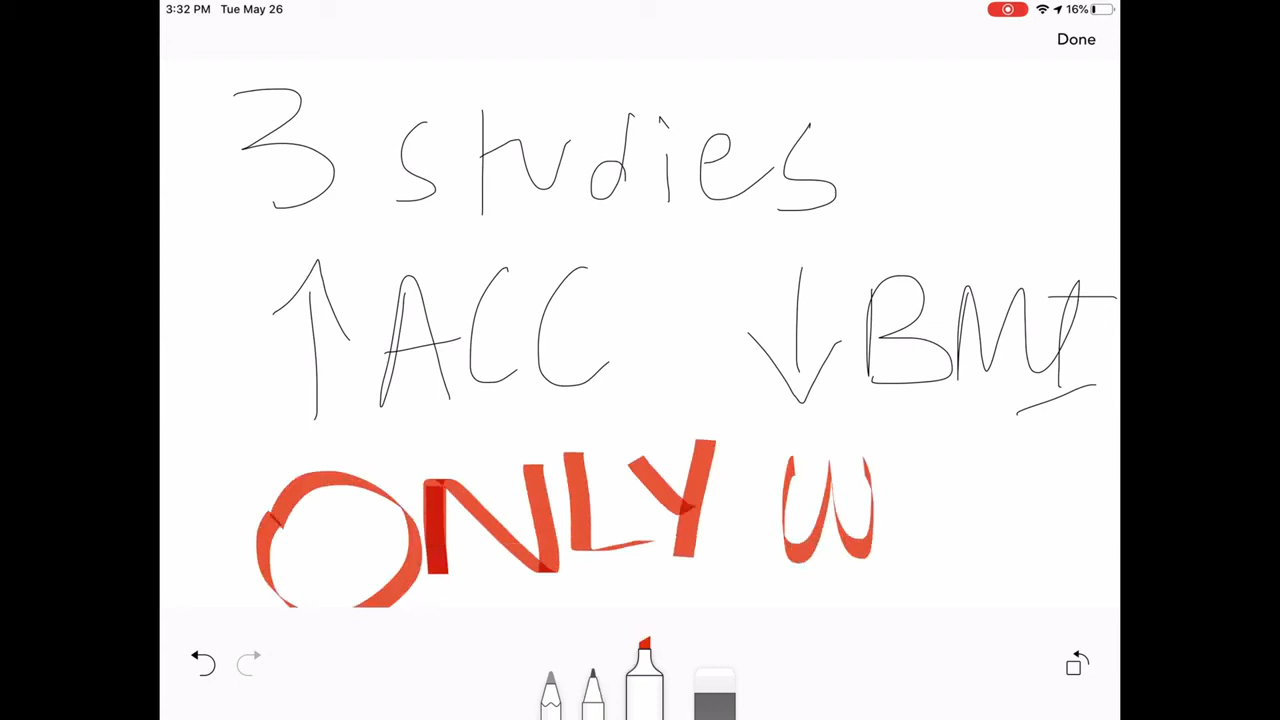 3:32 PM Tue May 26 16%
Done
3 studies
↑ ACC ↓ BMI
ONLY W